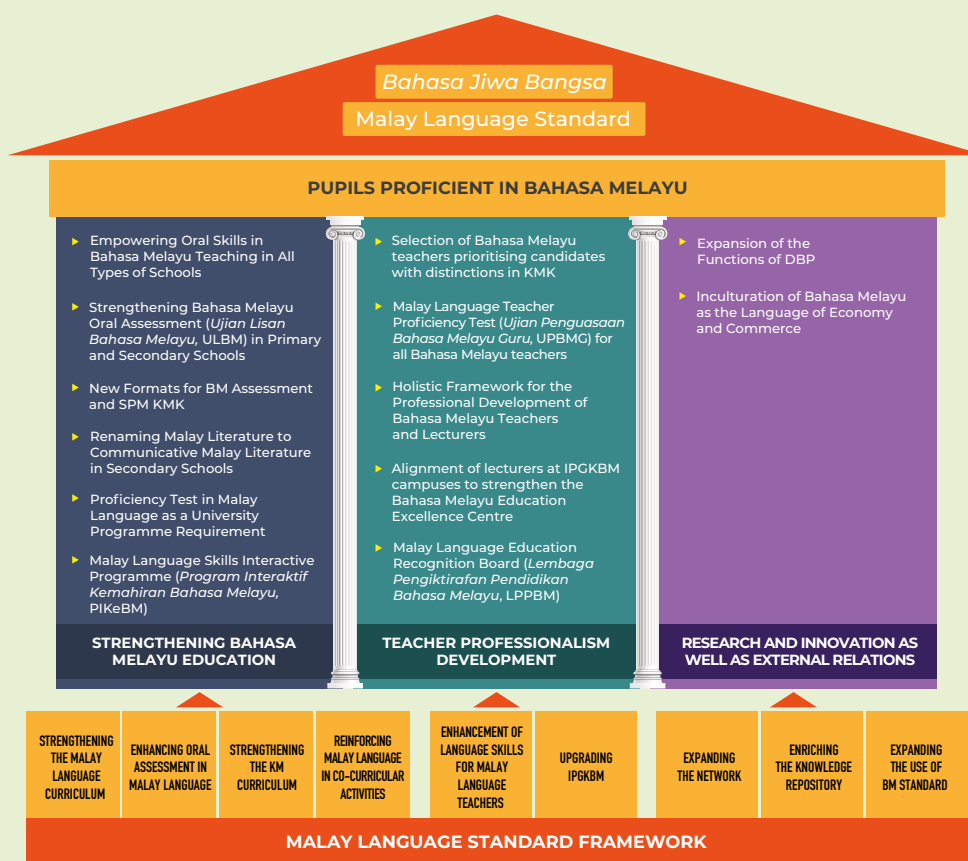 Bahasa Jiwa Bangsa
Malay Language Standard
PUPILS PROFICIENT IN BAHASA MELAYU
Empowering Oral Skills in
Bahasa Melayu Teaching in All
Types of Schools
Strengthening Bahasa Melayu
Oral Assessment (Ujian Lisan
Bahasa Melayu, ULBM) in Primary
and Secondary Schools
New Formats for BM Assessment
and SPM KMK
Renaming Malay Literature to
Communicative Malay Literature
in Secondary Schools
Proficiency Test in Malay
Language as a University
Programme Requirement
Malay Language Skills Interactive
Programme (Program Interaktif
Kemahiran Bahasa Melayu,
PIKeBM)
STRENGTHENING BAHASA
MELAYU EDUCATION
Selection of Bahasa Melayu
teachers prioritising candidates
with distinctions in KMK
Malay Language Teacher
Proficiency Test (Ujian Penguasaan
Bahasa Melayu Guru, UPBMG) for
all Bahasa Melayu teachers
Holistic Framework for the
Professional Development of
Bahasa Melayu Teachers
and Lecturers
Alignment of lecturers at IPGKBM
campuses to strengthen the
Bahasa Melayu Education
Excellence Centre
Malay Language Education
Recognition Board (Lembaga
Pengiktirafan Pendidikan
Bahasa Melayu, LPPBM)
TEACHER PROFESSIONALISM
DEVELOPMENT
Expansion of the
Functions of DBP
Inculturation of Bahasa Melayu
as the Language of Economy
and Commerce
RESEARCH AND INNOVATION AS
WELL AS EXTERNAL RELATIONS
STRENGTHENING
THE MALAY
LANGUAGE
CURRICULUM
ENHANCING ORAL
ASSESSMENT IN
MALAY LANGUAGE
STRENGTHENING
THE KM
CURRICULUM
REINFORCING
MALAY LANGUAGE
IN CO-CURRICULAR
ACTIVITIES
ENHANCEMENT OF
LANGUAGE SKILLS
FOR MALAY
LANGUAGE
TEACHERS
UPGRADING
IPGKBM
EXPANDING
THE NETWORK
ENRICHING
THE KNOWLEDGE
REPOSITORY
EXPANDING
THE USE OF
BM STANDARD
MALAY LANGUAGE STANDARD FRAMEWORK